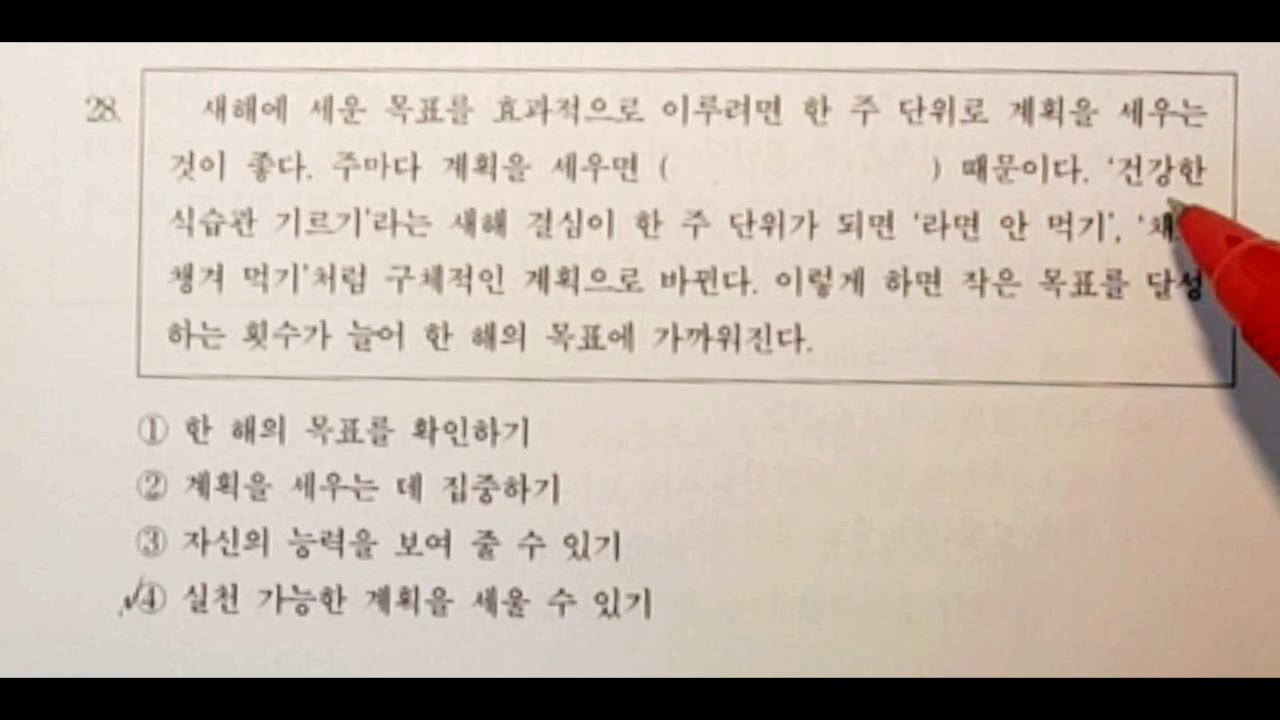 28. 새해에 세운 목표를 효과적으로 이루려면 한 주 단위로 계획을 세우는
것이 좋다. 주마다 계획을 세우면 ( ) 때문이다. ‘건강한
식습관 기르기’라는 새해 결심이 한 주 단위가 되면 ‘라면 안 먹기’, ‘
챙겨 먹기’처럼 구체적인 계획으로 바뀐다. 이렇게 하면 작은 목표를 달성
하는 횟수가 늘어 한 해의 목표에 가까워진다.
① 한 해의 목표를 확인하기
② 계획을 세우는 데 집중하기
③ 자신의 능력을 보여 줄 수 있기
④ 실천 가능한 계획을 세울 수 있기